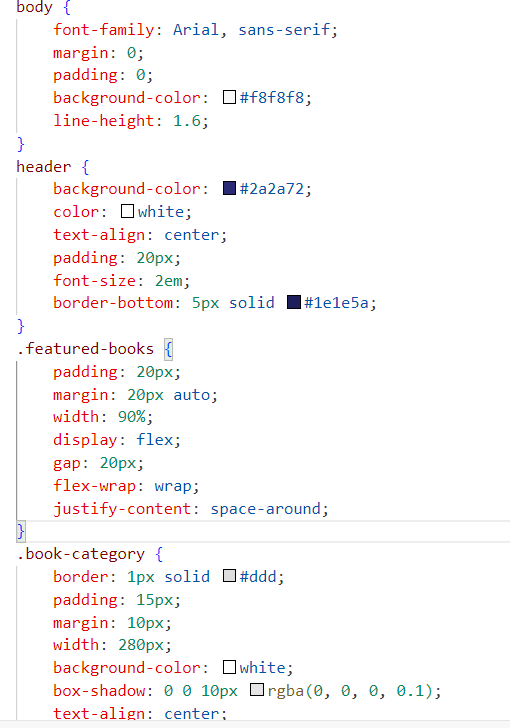 body {
    font-family: Arial, sans-serif;
    margin: 0;
    padding: 0;
    background-color: #f8f8f8;
    line-height: 1.6;
}
header {
    background-color: #2a2a72;
    color: white;
    text-align: center;
    padding: 20px;
    font-size: 2em;
    border-bottom: 5px solid #1e1e5a;
}
.featured-books {
    padding: 20px;
    margin: 20px auto;
    width: 90%;
    display: flex;
    gap: 20px;
    flex-wrap: wrap;
    justify-content: space-around;
}
.book-category {
    border: 1px solid #ddd;
    padding: 15px;
    margin: 10px;
    width: 280px;
    background-color: white;
    box-shadow: 0 0 10px rgba(0, 0, 0, 0.1);
    text-align: center;